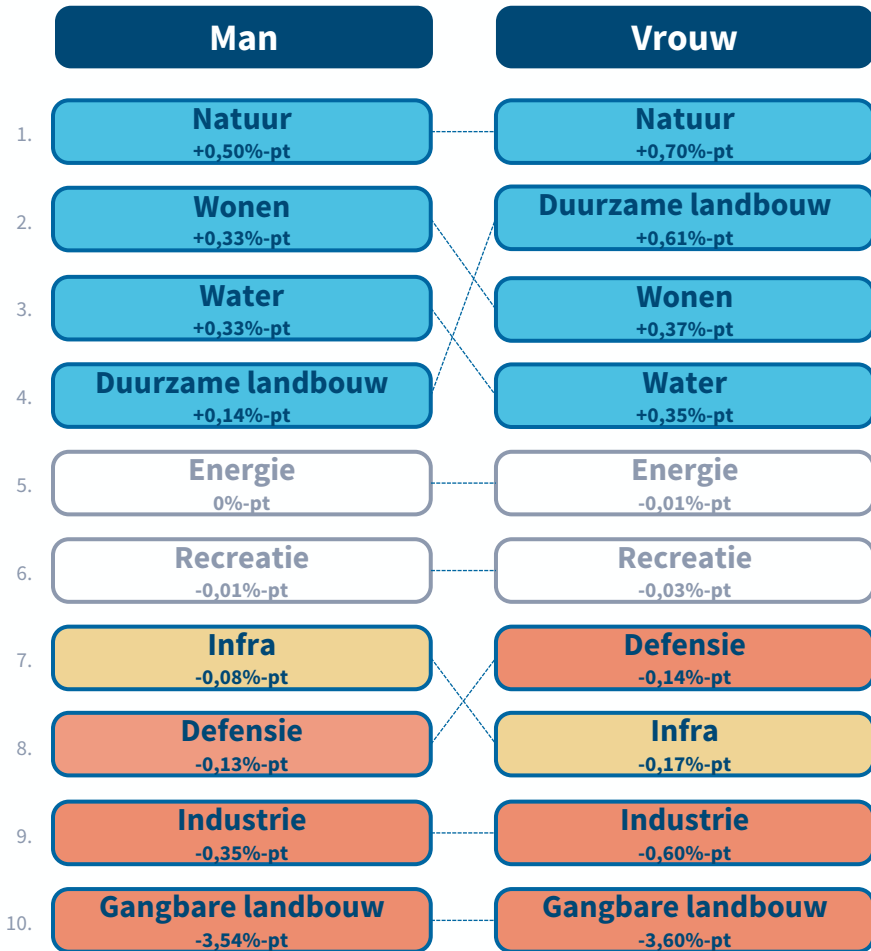 Man
Vrouw
1.
Natuur
+0,50%-pt
Natuur
+0,70%-pt
2.
Wonen
+0,33%-pt
Duurzame landbouw
+0,61%-pt
3.
Water
+0,33%-pt
Wonen
+0,37%-pt
4.
Duurzame landbouw
+0,14%-pt
Water
+0,35%-pt
5.
Energie
0%-pt
Energie
-0,01%-pt
6.
Recreatie
-0,01%-pt
Recreatie
-0,03%-pt
7.
Infra
-0,08%-pt
Defensie
-0,14%-pt
8.
Defensie
-0,13%-pt
Infra
-0,17%-pt
9.
Industrie
-0,35%-pt
Industrie
-0,60%-pt
10.
Gangbare landbouw
-3,54%-pt
Gangbare landbouw
-3,60%-pt